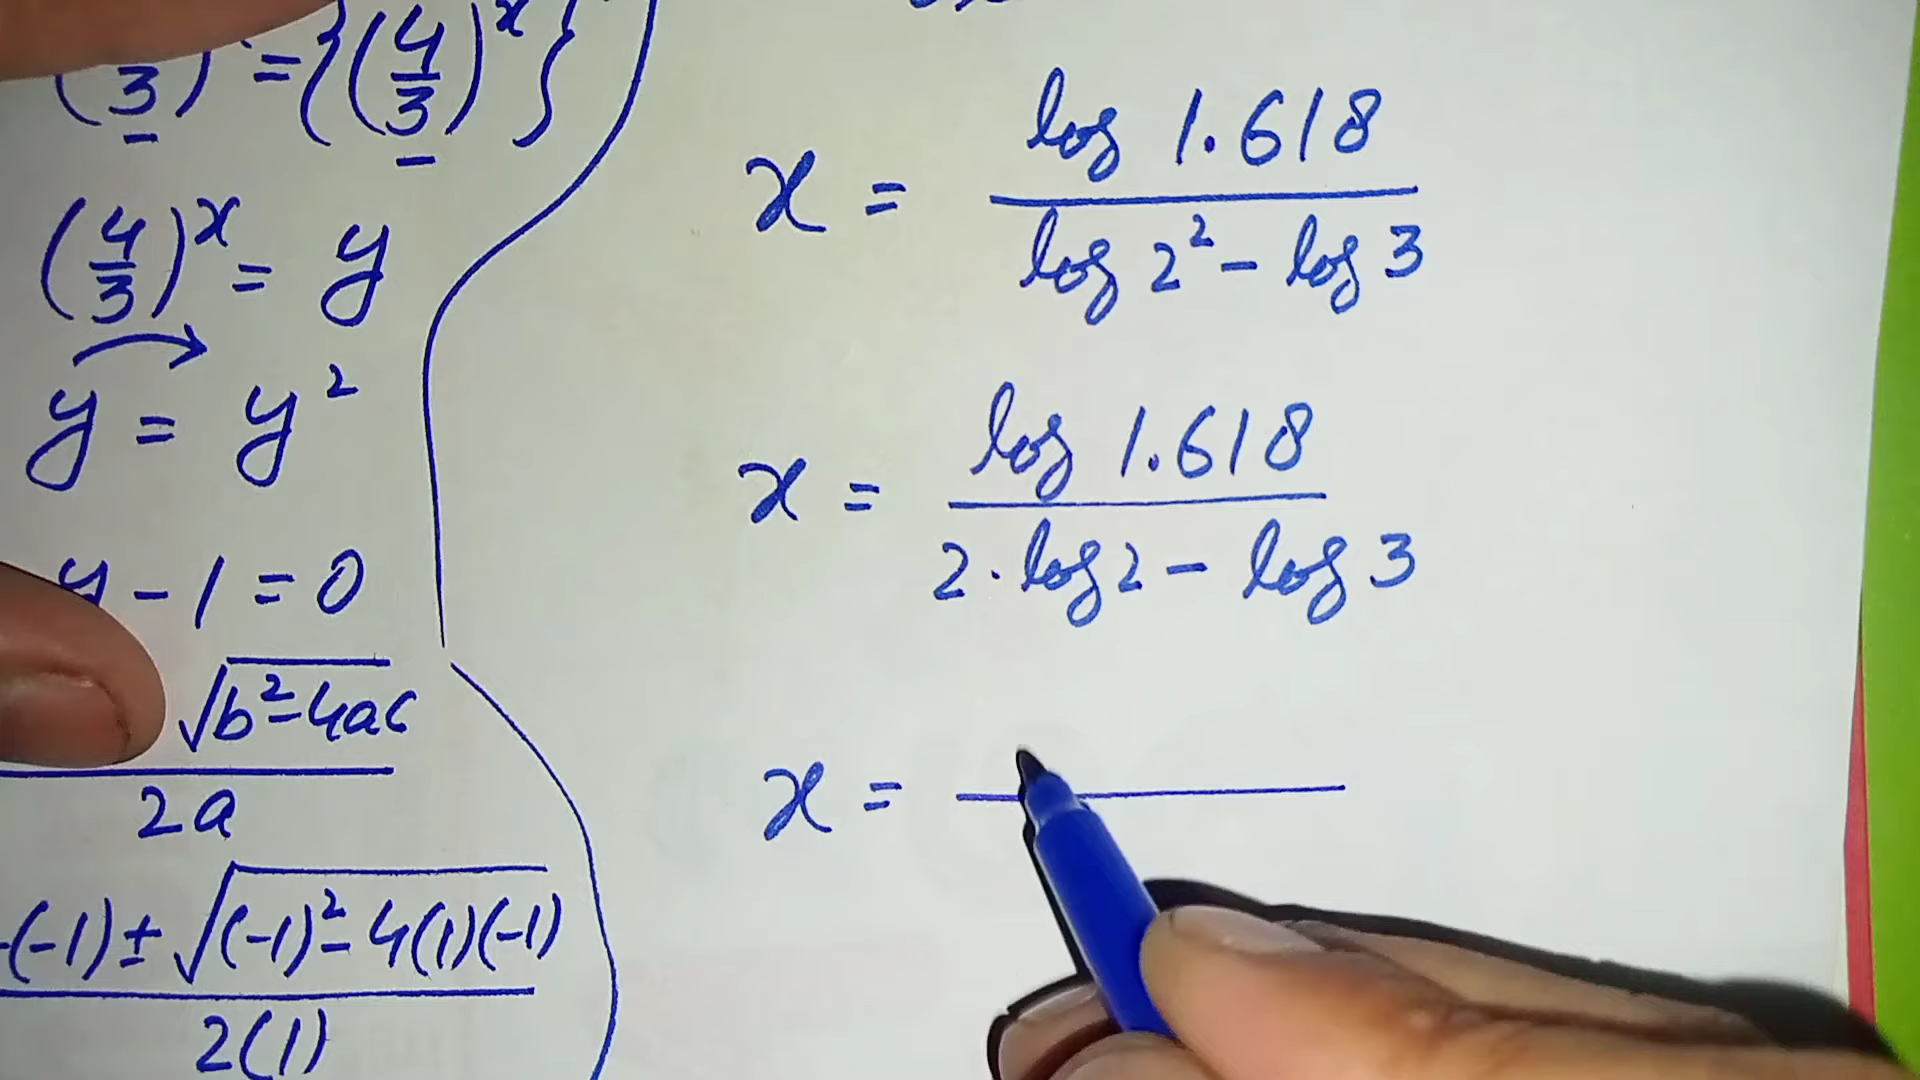 ( /3) = {(4/3)^x}
(4/3)^x = y
y = y²
y - 1 = 0
√b²-4ac
2a
-(-1) ± √(-1)²-4(1)(-1)
2(1)
x = log 1.618
log 2² - log 3
x = log 1.618
2 · log 2 - log 3
x =